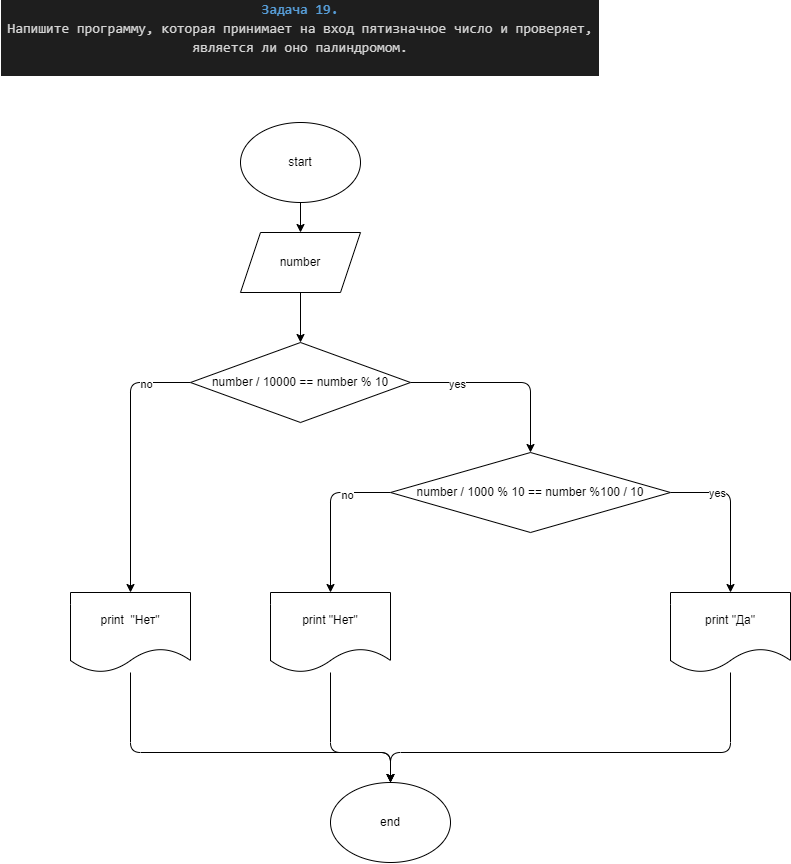 Задача 19.
Напишите программу, которая принимает на вход пятизначное число и проверяет,
является ли оно палиндромом.
start
number
number / 10000 == number % 10
no
yes
number / 1000 % 10 == number %100 / 10
no
yes
print "Нет"
print "Нет"
print "Да"
end